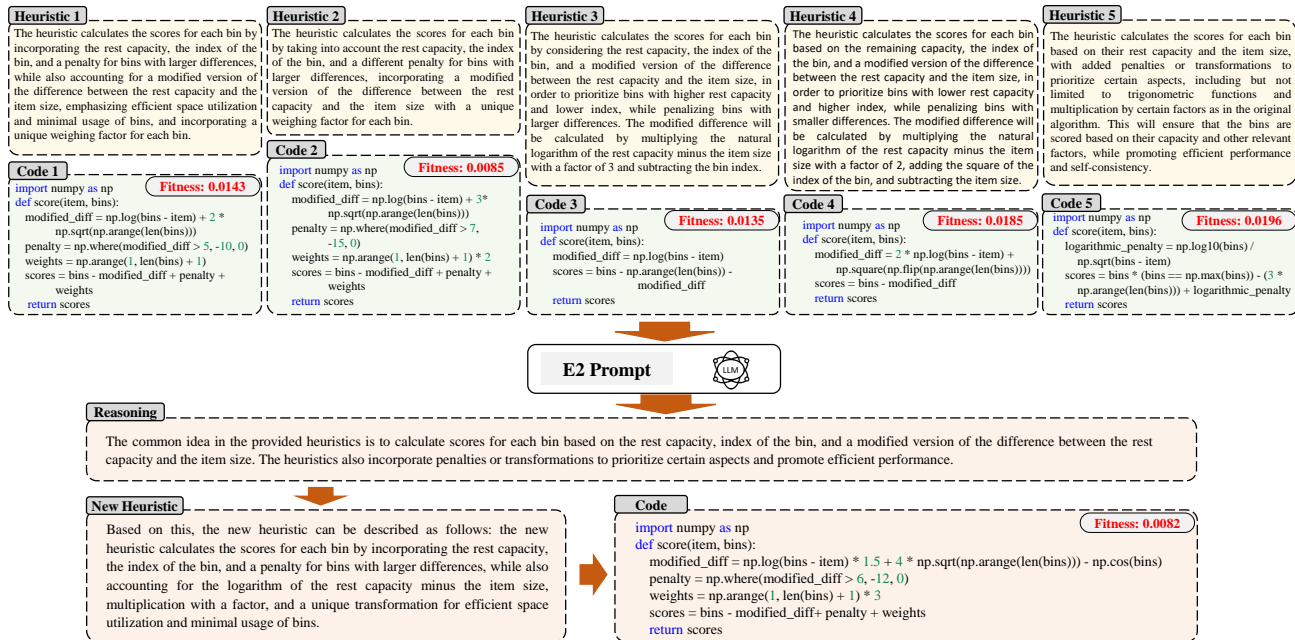 Heuristic 1
The heuristic calculates the scores for each bin by
incorporating the rest capacity, the index of the
bin, and a penalty for bins with larger differences,
while also accounting for a modified version of
the difference between the rest capacity and the
item size, emphasizing efficient space utilization
and minimal usage of bins, and incorporating a
unique weighing factor for each bin.
Code 1
Fitness: 0.0143
import numpy as np
def score(item, bins):
modified_diff = np.log(bins - item) + 2 *
np.sqrt(np.arange(len(bins)))
penalty = np.where(modified_diff > 5, -10, 0)
weights = np.arange(1, len(bins) + 1)
scores = bins - modified_diff + penalty +
weights
return scores
Heuristic 2
The heuristic calculates the scores for each bin
by taking into account the rest capacity, the index
of the bin, and a different penalty for bins with
larger differences, incorporating a modified
version of the difference between the rest
capacity and the item size with a unique
weighing factor for each bin.
Code 2
Fitness: 0.0085
import numpy as np
def score(item, bins):
modified_diff = np.log(bins - item) + 3*
np.sqrt(np.arange(len(bins)))
penalty = np.where(modified_diff > 7,
-15, 0)
weights = np.arange(1, len(bins) + 1) * 2
scores = bins - modified_diff + penalty +
weights
return scores
Heuristic 3
The heuristic calculates the scores for each bin
by considering the rest capacity, the index of the
bin, and a modified version of the difference
between the rest capacity and the item size, in
order to prioritize bins with higher rest capacity
and lower index, while penalizing bins with
larger differences. The modified difference will
be calculated by multiplying the natural
logarithm of the rest capacity minus the item size
with a factor of 3 and subtracting the bin index.
Code 3
Fitness: 0.0135
import numpy as np
def score(item, bins):
modified_diff = np.log(bins - item)
scores = bins - np.arange(len(bins)) -
modified_diff
return scores
Heuristic 4
The heuristic calculates the scores for each bin
based on the remaining capacity, the index of
the bin, and a modified version of the difference
between the rest capacity and the item size, in
order to prioritize bins with lower rest capacity
and higher index, while penalizing bins with
smaller differences. The modified difference will
be calculated by multiplying the natural
logarithm of the rest capacity minus the item
size with a factor of 2, adding the square of the
index of the bin, and subtracting the item size.
Code 4
Fitness: 0.0185
import numpy as np
def score(item, bins):
modified_diff = 2 * np.log(bins - item) +
np.square(np.flip(np.arange(len(bins))))
scores = bins - modified_diff
return scores
Heuristic 5
The heuristic calculates the scores for each bin
based on their rest capacity and the item size,
with added penalties or transformations to
prioritize certain aspects, including but not
limited to trigonometric functions and
multiplication by certain factors as in the original
algorithm. This will ensure that the bins are
scored based on their capacity and other relevant
factors, while promoting efficient performance
and self-consistency.
Code 5
Fitness: 0.0196
import numpy as np
def score(item, bins):
logarithmic_penalty = np.log10(bins) /
np.sqrt(bins - item)
scores = bins * (bins == np.max(bins)) - (3 *
np.arange(len(bins))) + logarithmic_penalty
return scores
E2 Prompt
LLM
Reasoning
The common idea in the provided heuristics is to calculate scores for each bin based on the rest capacity, index of the bin, and a modified version of the difference between the rest
capacity and the item size. The heuristics also incorporate penalties or transformations to prioritize certain aspects and promote efficient performance.
New Heuristic
Based on this, the new heuristic can be described as follows: the new
heuristic calculates the scores for each bin by incorporating the rest capacity,
the index of the bin, and a penalty for bins with larger differences, while also
accounting for the logarithm of the rest capacity minus the item size,
multiplication with a factor, and a unique transformation for efficient space
utilization and minimal usage of bins.
Code
Fitness: 0.0082
import numpy as np
def score(item, bins):
modified_diff = np.log(bins - item) * 1.5 + 4 * np.sqrt(np.arange(len(bins))) - np.cos(bins)
penalty = np.where(modified_diff > 6, -12, 0)
weights = np.arange(1, len(bins) + 1) * 3
scores = bins - modified_diff+ penalty + weights
return scores